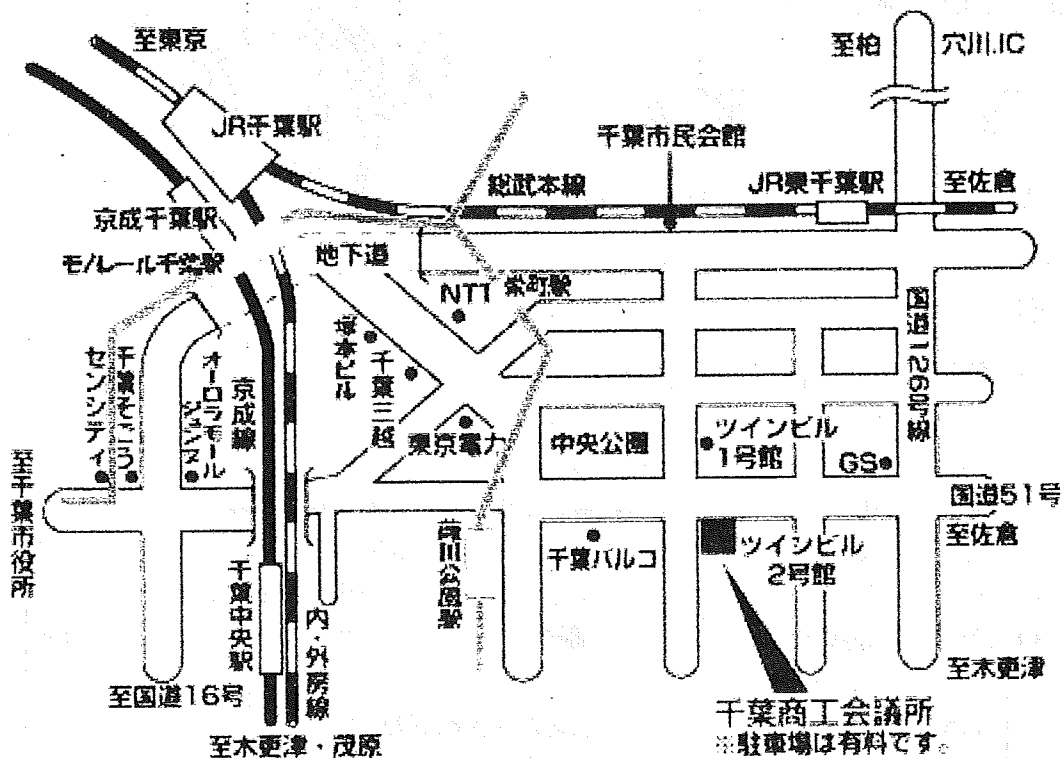 至東京
至柏
穴川.IC
JR千葉駅
千葉市民会館
総武本線
JR東千葉駅
至佐倉
京成千葉駅
モノレール千葉駅
地下道
NTT
栄町駅
国道126号線
塚本ビル
千葉三越
センシティ
千葉そごう
オーロラモール
ジュンヌ
京成線
東京電力
中央公園
ツインビル
1号館
GS
至千葉市役所
国道51号
至佐倉
葭川公園駅
千葉パルコ
ツインビル
2号館
千葉中央駅
内・外房線
至国道16号
至木更津
千葉商工会議所
※駐車場は有料です。
至木更津・茂原